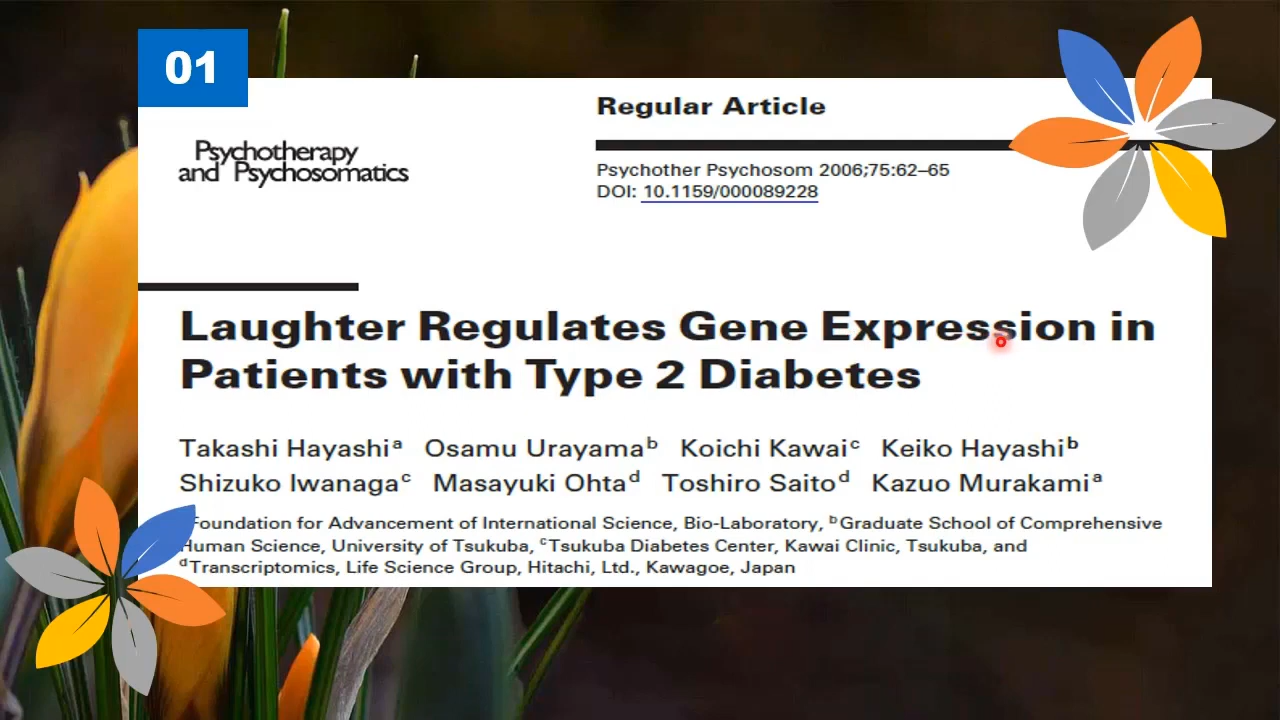 01
Regular Article
Psychotherapy
and Psychosomatics
Psychother Psychosom 2006;75:62–65
DOI: 10.1159/000089228
Laughter Regulates Gene Expression in
Patients with Type 2 Diabetes
Takashi Hayashiᵃ Osamu Urayamaᵇ Koichi Kawaiᶜ Keiko Hayashiᵇ
Shizuko Iwanagaᶜ Masayuki Ohtaᵈ Toshiro Saitoᵈ Kazuo Murakamiᵃ
Foundation for Advancement of International Science, Bio-Laboratory, ᵇGraduate School of Comprehensive
Human Science, University of Tsukuba, ᶜTsukuba Diabetes Center, Kawai Clinic, Tsukuba, and
ᵈTranscriptomics, Life Science Group, Hitachi, Ltd., Kawagoe, Japan